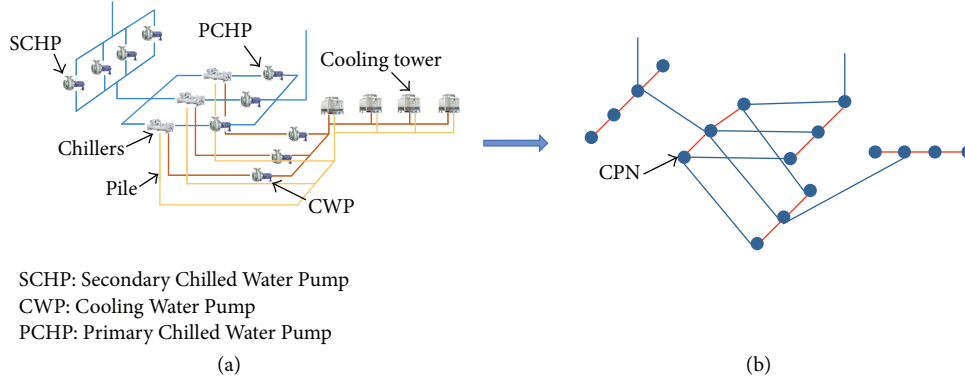 SCHP
PCHP
Cooling tower
Chillers
Pile
CWP
CPN
SCHP: Secondary Chilled Water Pump
CWP: Cooling Water Pump
PCHP: Primary Chilled Water Pump
(a)
(b)